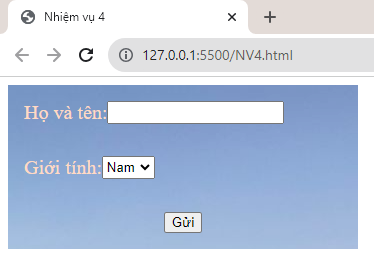 Nhiệm vụ 4
127.0.0.1:5500/NV4.html
Họ và tên:
Giới tính: Nam
Gửi